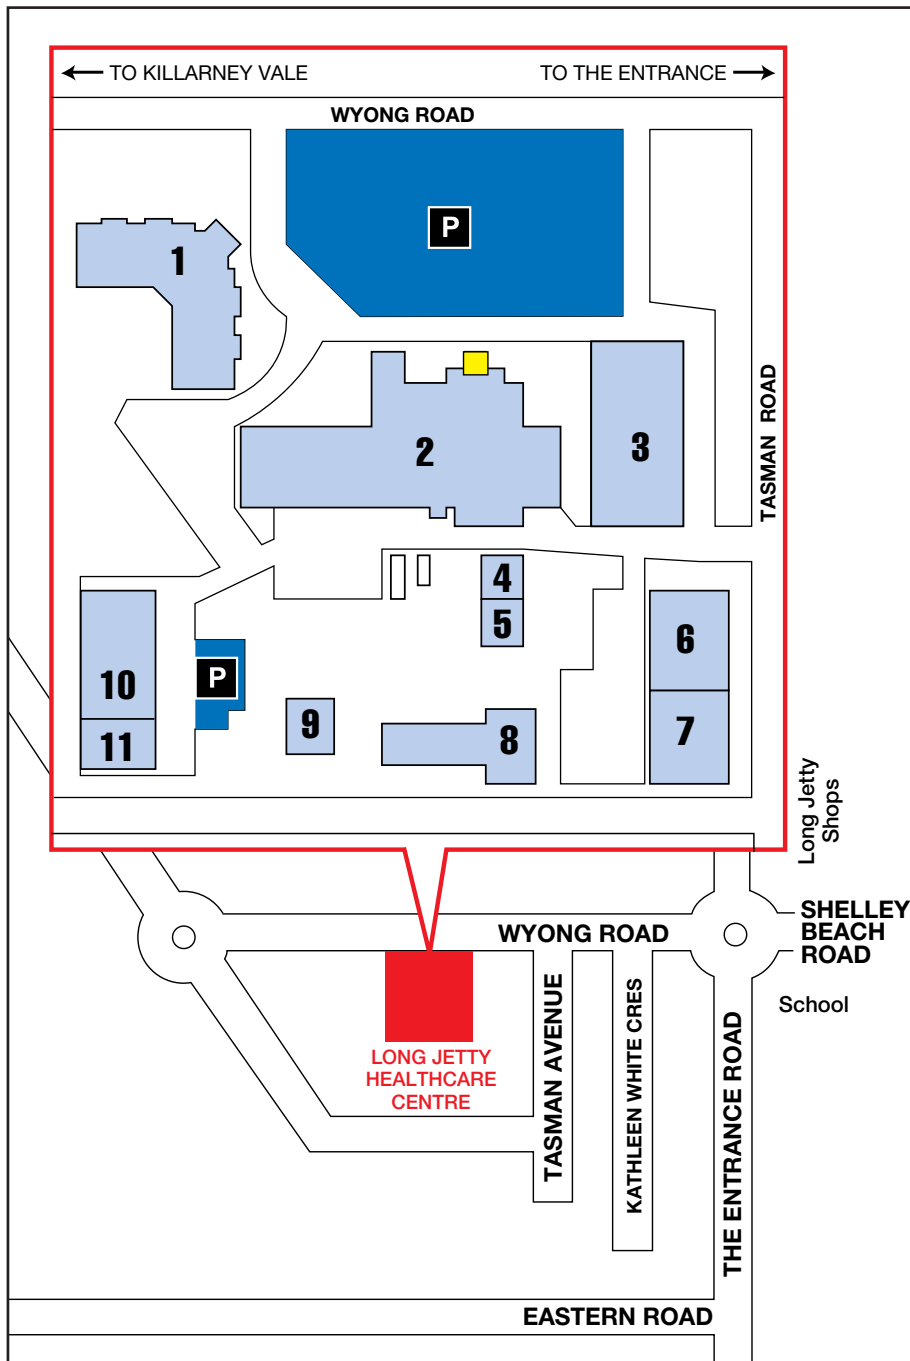 TO KILLARNEY VALE
TO THE ENTRANCE
WYONG ROAD
P
1
2
3
TASMAN ROAD
4
5
6
10
P
9
8
7
11
Long Jetty
Shops
SHELLEY
BEACH
ROAD
WYONG ROAD
School
LONG JETTY
HEALTHCARE
CENTRE
TASMAN AVENUE
KATHLEEN WHITE CRES
THE ENTRANCE ROAD
EASTERN ROAD